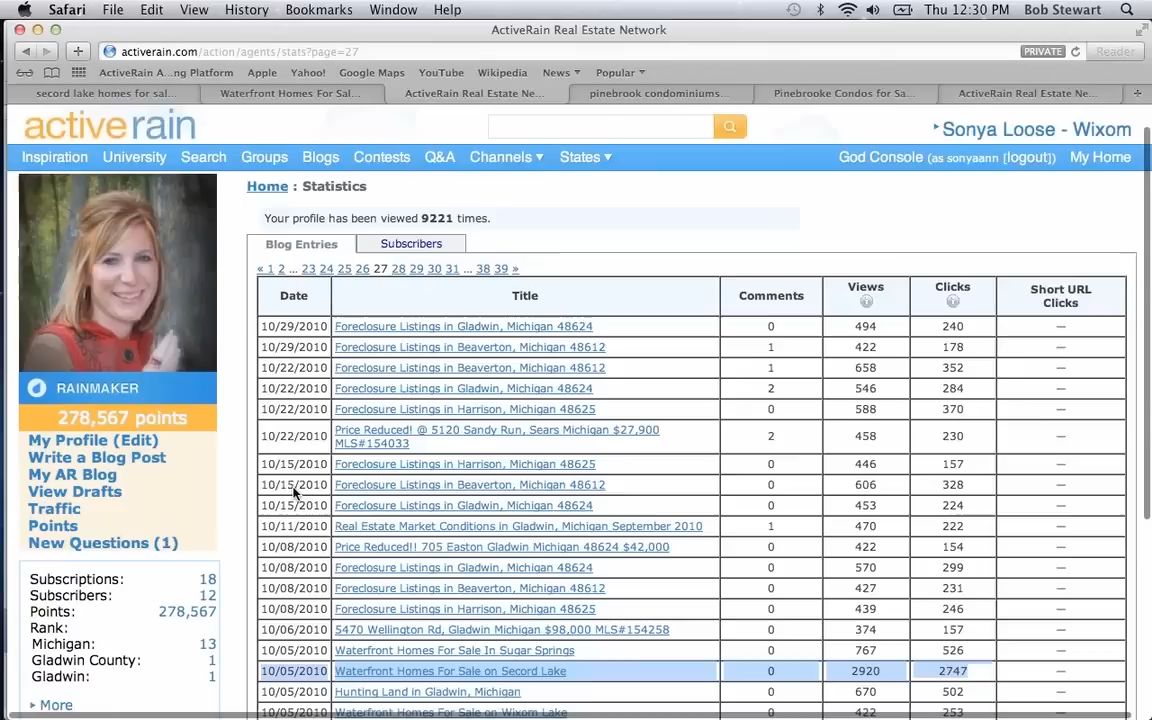 Safari File Edit View History Bookmarks Window Help Thu 12:30 PM Bob Stewart
ActiveRain Real Estate Network
activerain.com/action/agents/stats?page=27 PRIVATE Reader
ActiveRain A...ng Platform Apple Yahoo! Google Maps YouTube Wikipedia News Popular
secord lake homes for sal... Waterfront Homes For Sal... ActiveRain Real Estate Ne... pinebrook condominiums... Pinebrooke Condos for Sa... ActiveRain Real Estate Ne...
activerain
Sonya Loose - Wixom
Inspiration University Search Groups Blogs Contests Q&A Channels States God Console (as sonyaann [logout]) My Home
Home : Statistics
Your profile has been viewed 9221 times.
Blog Entries Subscribers
« 1 2 ... 23 24 25 26 27 28 29 30 31 ... 38 39 »
Date Title Comments Views Clicks Short URL Clicks
10/29/2010 Foreclosure Listings in Gladwin, Michigan 48624 0 494 240 —
10/29/2010 Foreclosure Listings in Beaverton, Michigan 48612 1 422 178 —
10/22/2010 Foreclosure Listings in Beaverton, Michigan 48612 1 658 352 —
10/22/2010 Foreclosure Listings in Gladwin, Michigan 48624 2 546 284 —
10/22/2010 Foreclosure Listings in Harrison, Michigan 48625 0 588 370 —
10/22/2010 Price Reduced! @ 5120 Sandy Run, Sears Michigan $27,900 MLS#154033 2 458 230 —
10/15/2010 Foreclosure Listings in Harrison, Michigan 48625 0 446 157 —
10/15/2010 Foreclosure Listings in Beaverton, Michigan 48612 0 606 328 —
10/15/2010 Foreclosure Listings in Gladwin, Michigan 48624 0 453 224 —
10/11/2010 Real Estate Market Conditions in Gladwin, Michigan September 2010 1 470 222 —
10/08/2010 Price Reduced!! 705 Easton Gladwin Michigan 48624 $42,000 0 422 154 —
10/08/2010 Foreclosure Listings in Gladwin, Michigan 48624 0 570 299 —
10/08/2010 Foreclosure Listings in Beaverton, Michigan 48612 0 427 231 —
10/08/2010 Foreclosure Listings in Harrison, Michigan 48625 0 439 246 —
10/06/2010 5470 Wellington Rd, Gladwin Michigan $98,000 MLS#154258 0 374 157 —
10/05/2010 Waterfront Homes For Sale In Sugar Springs 0 767 526 —
10/05/2010 Waterfront Homes For Sale on Secord Lake 0 2920 2747 —
10/05/2010 Hunting Land in Gladwin, Michigan 0 670 502 —
10/05/2010 Waterfront Homes For Sale on Wixom Lake 0 422 253 —
RAINMAKER
278,567 points
My Profile (Edit)
Write a Blog Post
My AR Blog
View Drafts
Traffic
Points
New Questions (1)
Subscriptions: 18
Subscribers: 12
Points: 278,567
Rank:
Michigan: 13
Gladwin County: 1
Gladwin: 1
More